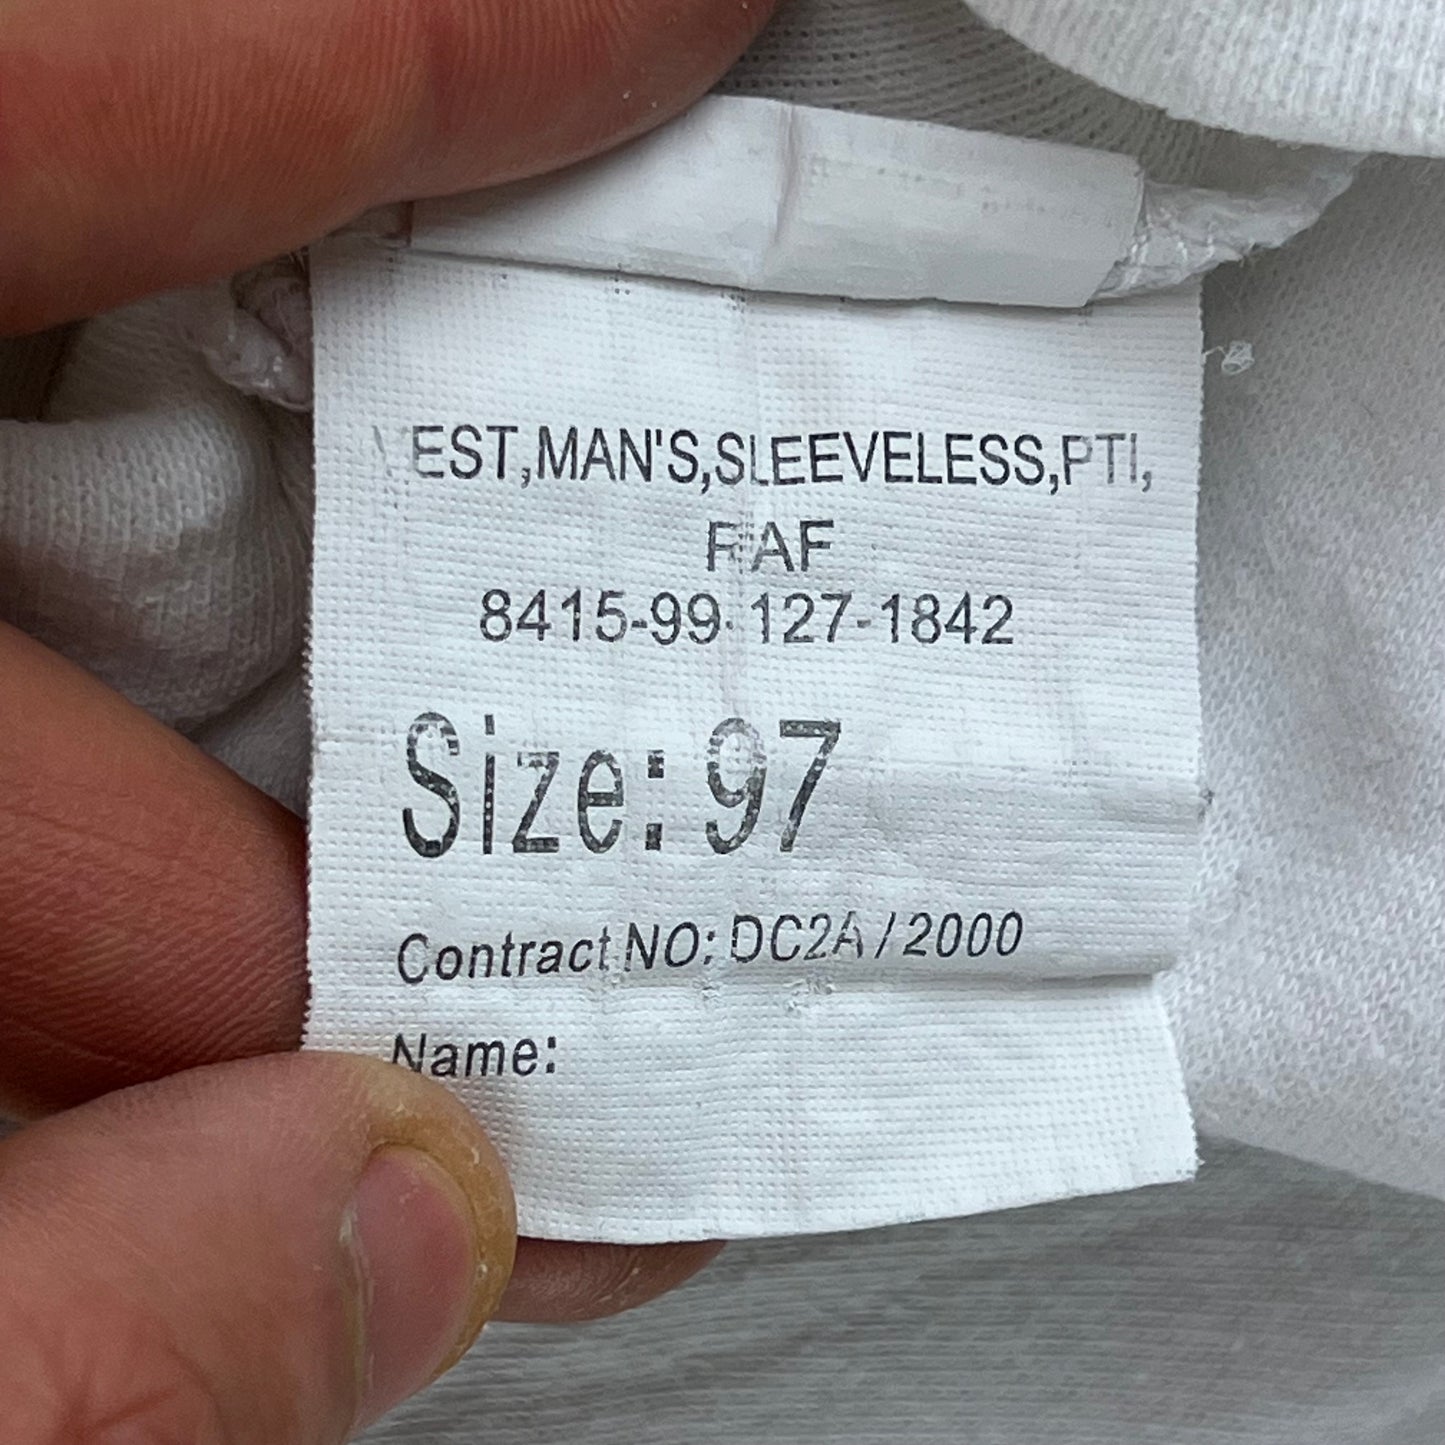 VEST,MAN'S,SLEEVELESS,PTI,
RAF
8415-99-127-1842
Size: 97
Contract NO: DC2A/2000
Name: